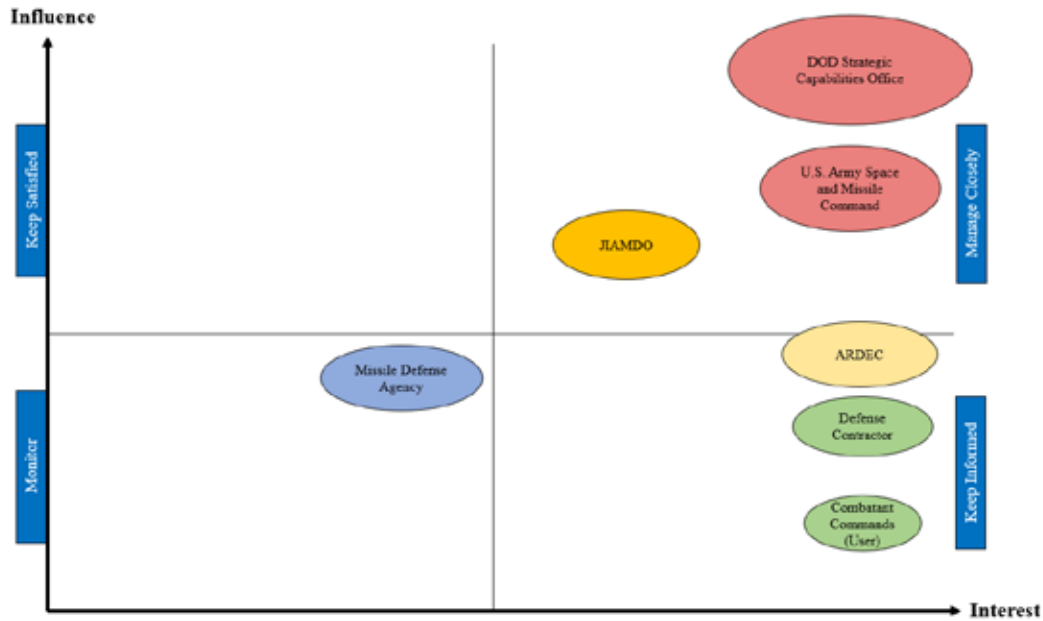 Influence
DOD Strategic
Capabilities Office
U.S. Army Space
and Missile
Command
JIAMDO
Keep Satisfied
Manage Closely
ARDEC
Missile Defense
Agency
Defense
Contractor
Combatant
Commands
(User)
Monitor
Keep Informed
Interest